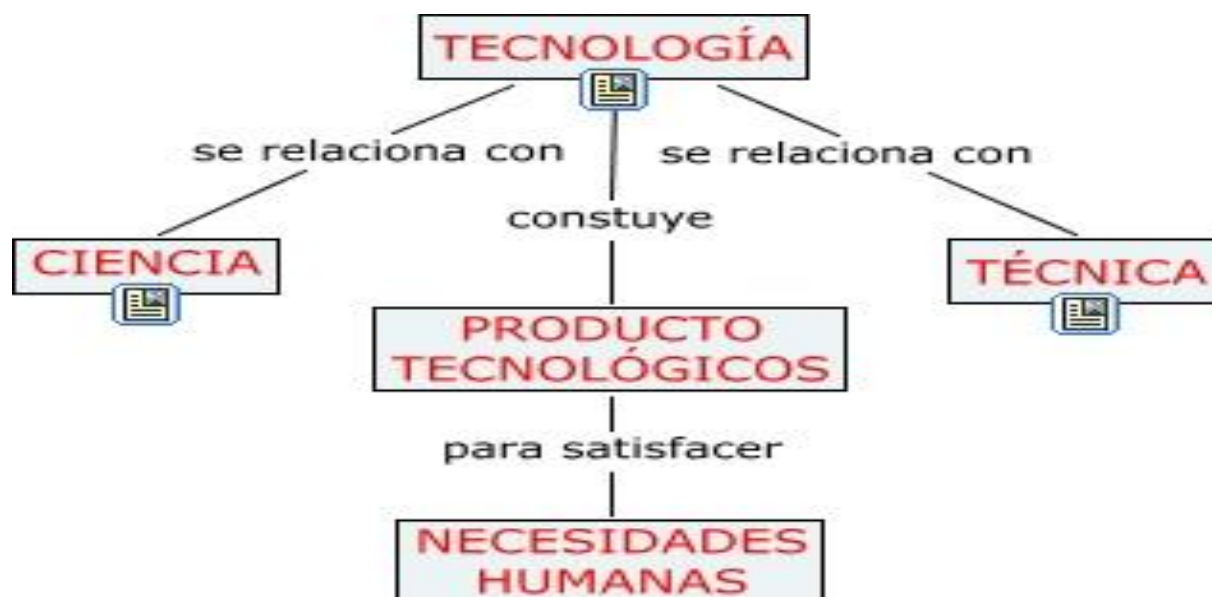 TECNOLOGÍA
se relaciona con
se relaciona con
constuye
CIENCIA
TÉCNICA
PRODUCTO
TECNOLÓGICOS
para satisfacer
NECESIDADES
HUMANAS